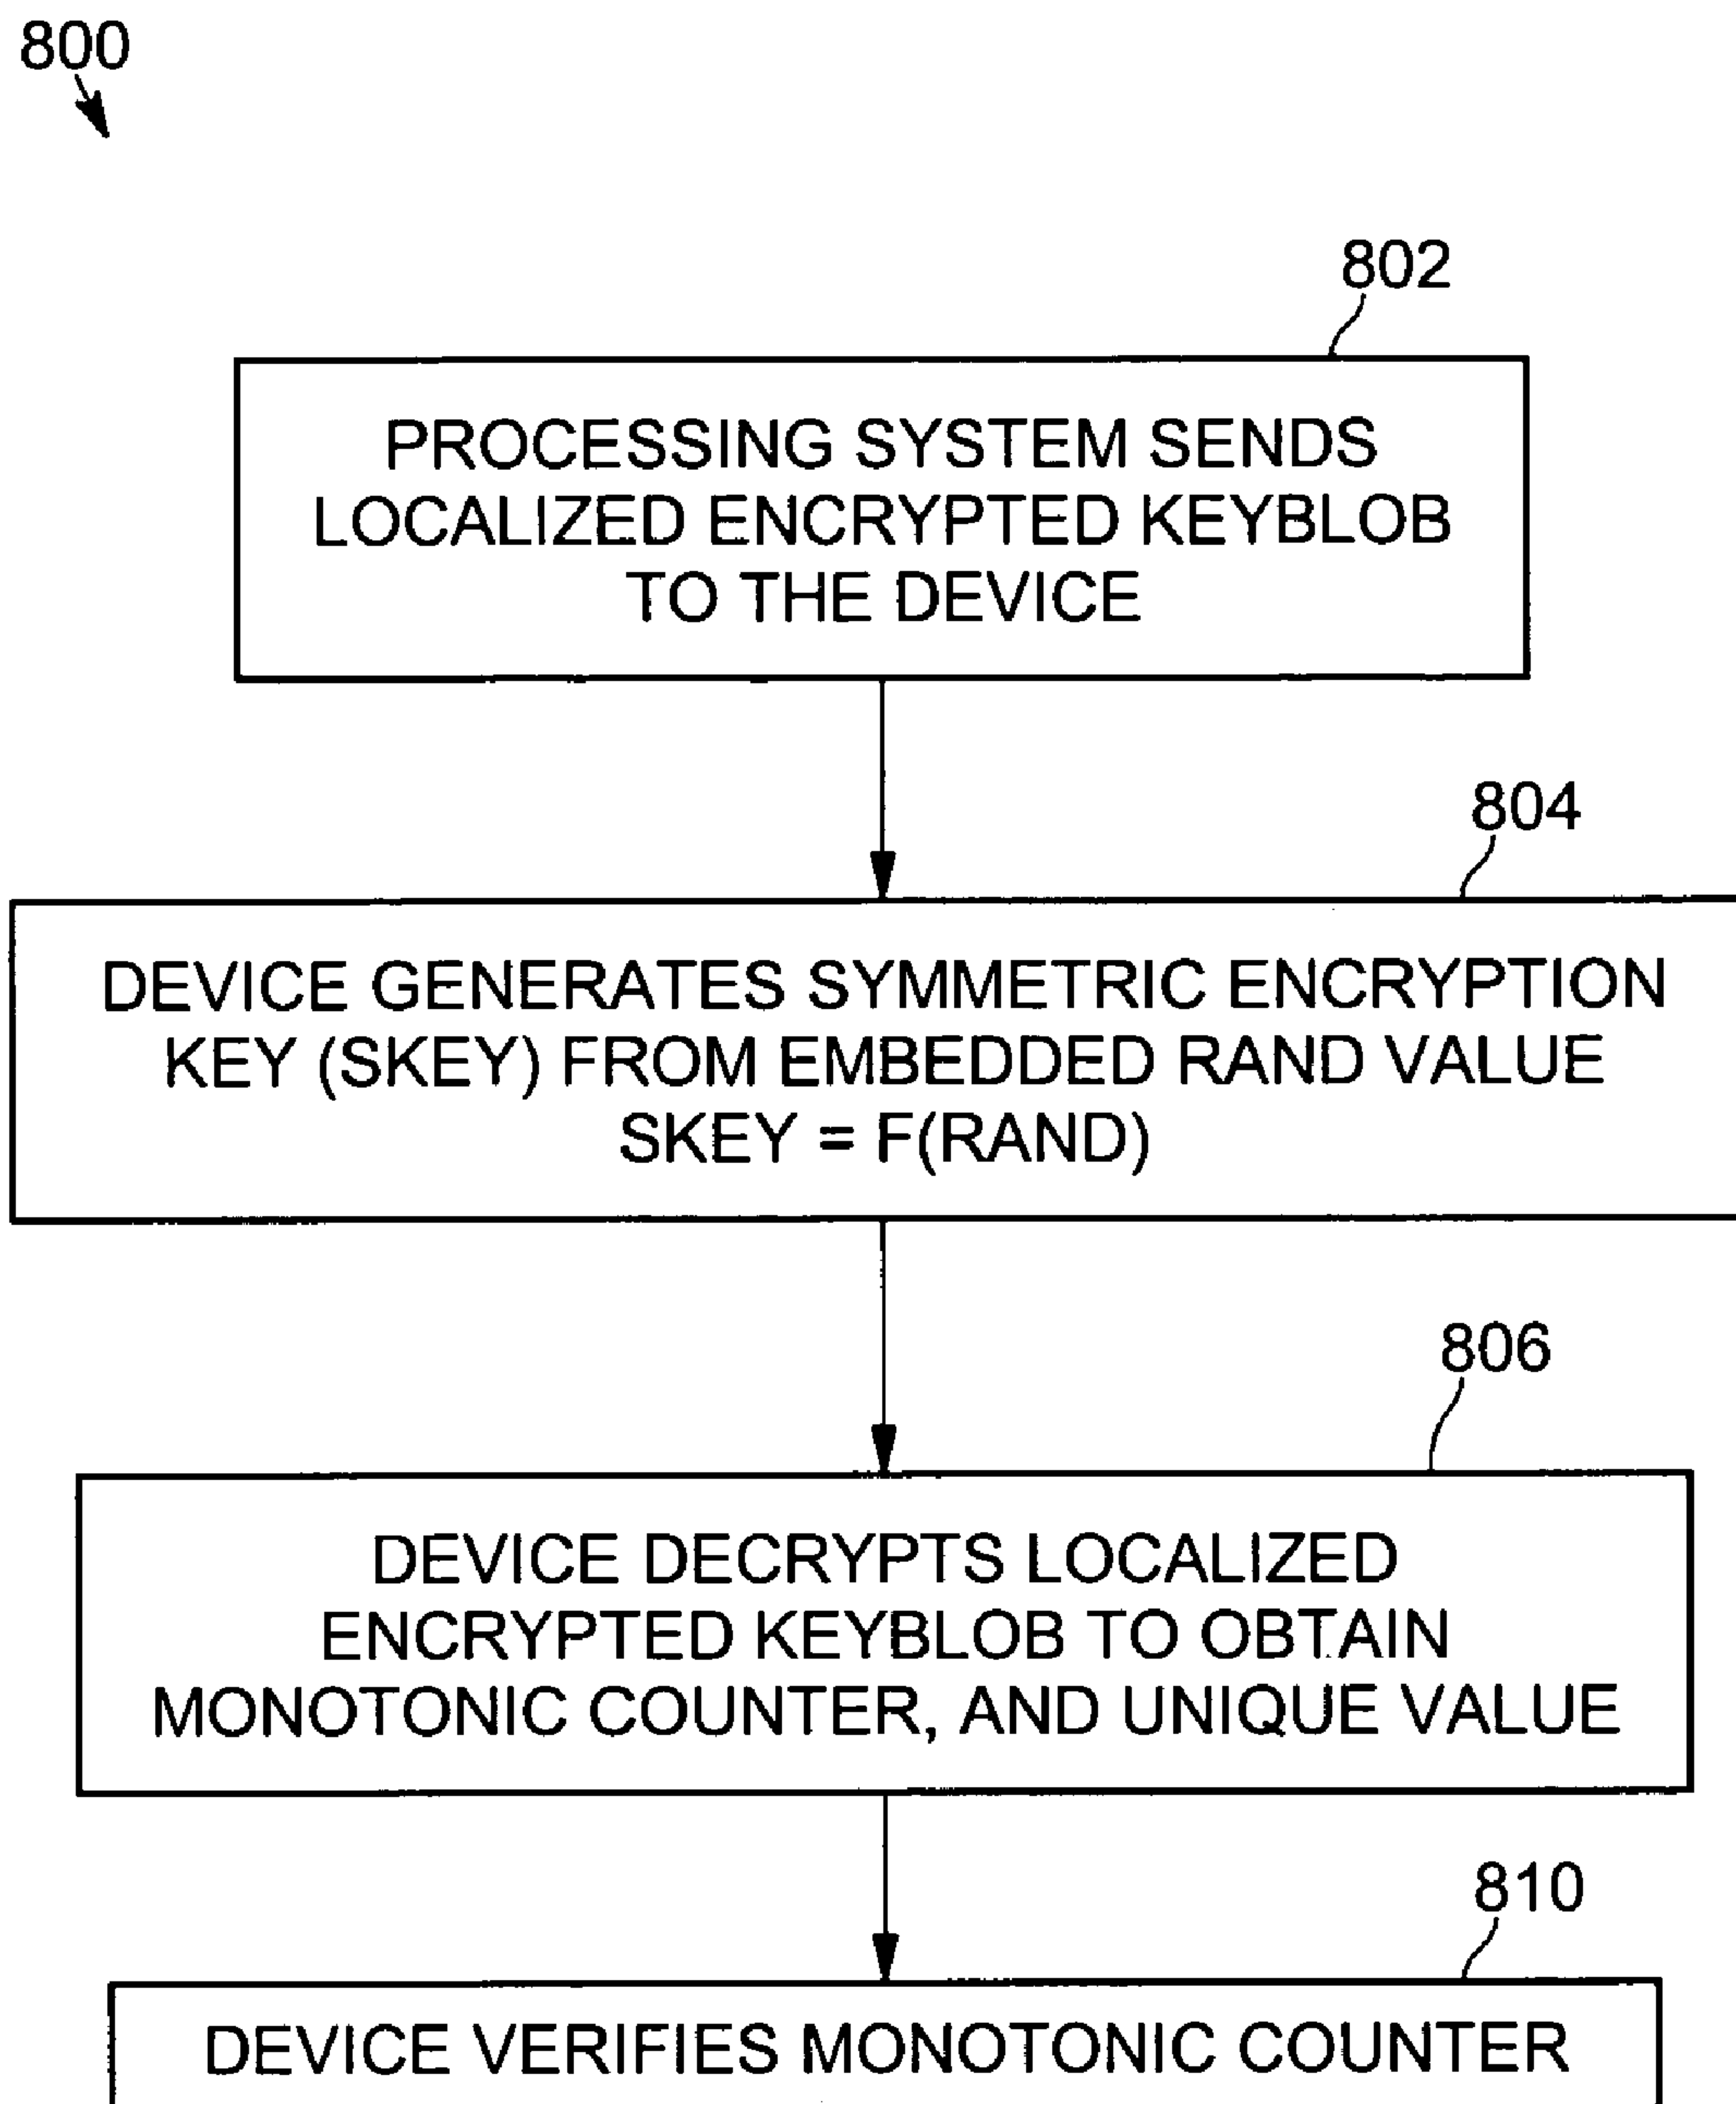 800
802
PROCESSING SYSTEM SENDS
LOCALIZED ENCRYPTED KEYBLOB
TO THE DEVICE
804
DEVICE GENERATES SYMMETRIC ENCRYPTION
KEY (SKEY) FROM EMBEDDED RAND VALUE
SKEY = F(RAND)
806
DEVICE DECRYPTS LOCALIZED
ENCRYPTED KEYBLOB TO OBTAIN
MONOTONIC COUNTER, AND UNIQUE VALUE
810
DEVICE VERIFIES MONOTONIC COUNTER